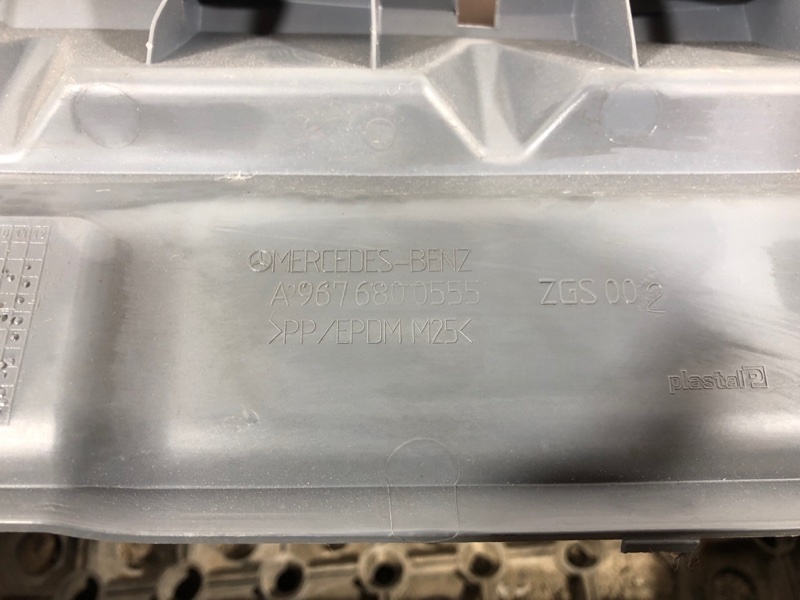 MERCEDES-BENZ
A 967 680 0555
ZGS 002
>PP/EPDM M25<
plastal